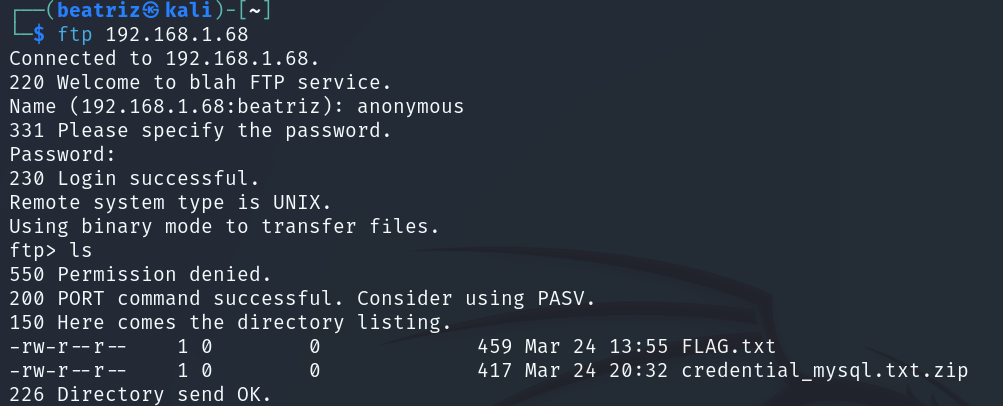 ┌──(beatriz㉿kali)-[~]
└─$ ftp 192.168.1.68
Connected to 192.168.1.68.
220 Welcome to blah FTP service.
Name (192.168.1.68:beatriz): anonymous
331 Please specify the password.
Password:
230 Login successful.
Remote system type is UNIX.
Using binary mode to transfer files.
ftp> ls
550 Permission denied.
200 PORT command successful. Consider using PASV.
150 Here comes the directory listing.
-rw-r--r--    1 0        0             459 Mar 24 13:55 FLAG.txt
-rw-r--r--    1 0        0             417 Mar 24 20:32 credential_mysql.txt.zip
226 Directory send OK.